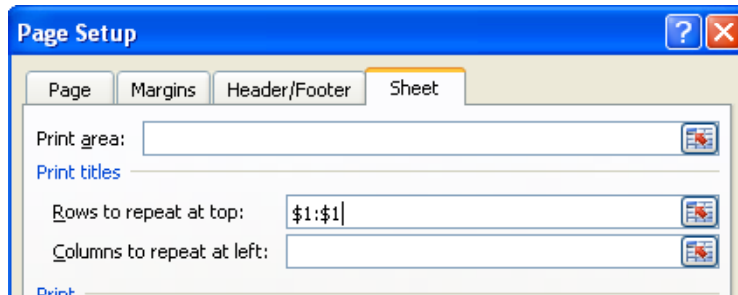 Page Setup
Page Margins Header/Footer Sheet
Print area:
Print titles
Rows to repeat at top: $1:$1
Columns to repeat at left:
Print